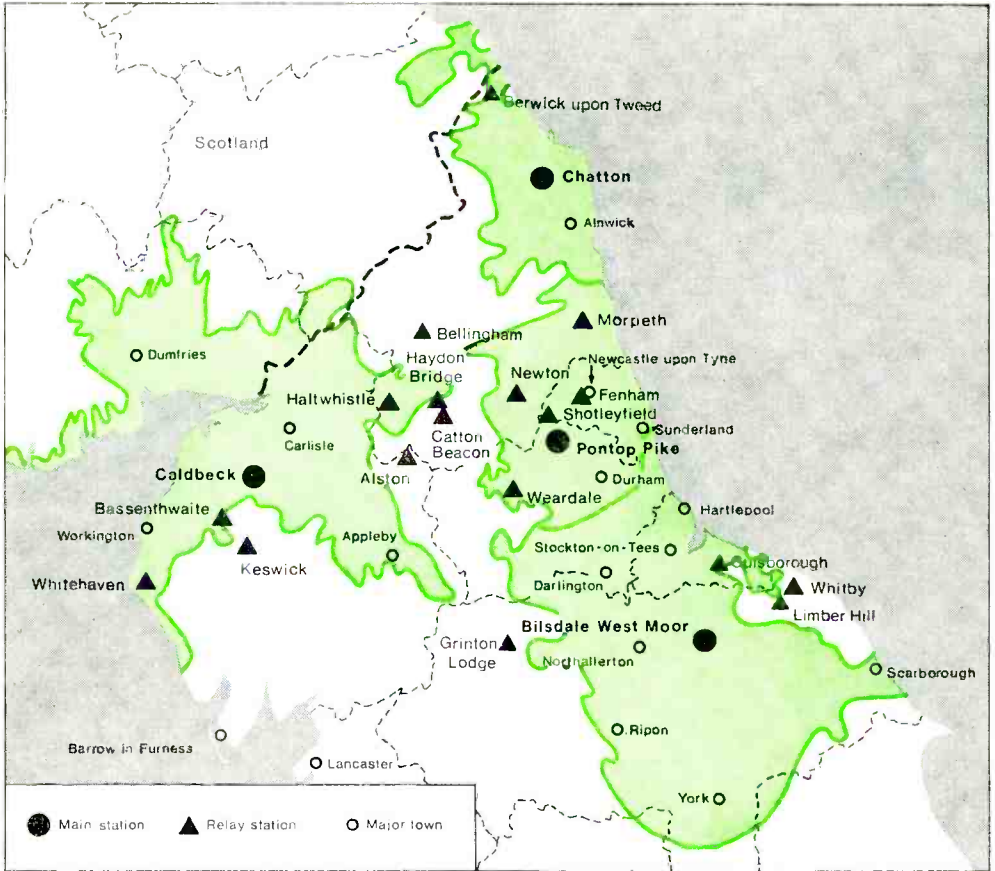 Berwick upon Tweed
Scotland
Chatton
Alnwick
Morpeth
Bellingham
Dumfries
Haydon
Bridge
Newcastle upon Tyne
Newton
Haltwhistle
Fenham
Shotleyfield
Sunderland
Carlisle
Catton
Beacon
Pontop Pike
Caldbeck
Alston
Durham
Weardale
Bassenthwaite
Hartlepool
Workington
Appleby
Stockton-on-Tees
Keswick
Guisborough
Whitehaven
Darlington
Whitby
Limber Hill
Bilsdale West Moor
Grinton
Lodge
Northallerton
Scarborough
Ripon
Barrow in Furness
Lancaster
York
Main station
Relay station
Major town